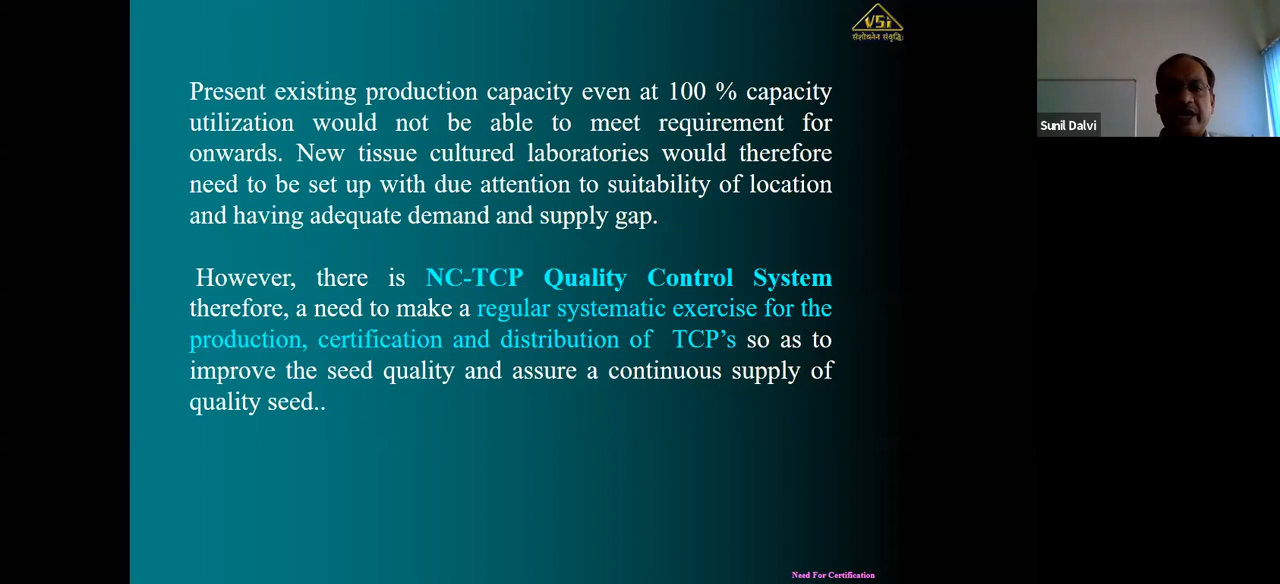 VSi
संशोधनेन संवृद्धिः
Present existing production capacity even at 100 % capacity
utilization would not be able to meet requirement for
onwards. New tissue cultured laboratories would therefore
need to be set up with due attention to suitability of location
and having adequate demand and supply gap.
However, there is NC-TCP Quality Control System
therefore, a need to make a regular systematic exercise for the
production, certification and distribution of TCP's so as to
improve the seed quality and assure a continuous supply of
quality seed..
Need For Certification
Sunil Dalvi